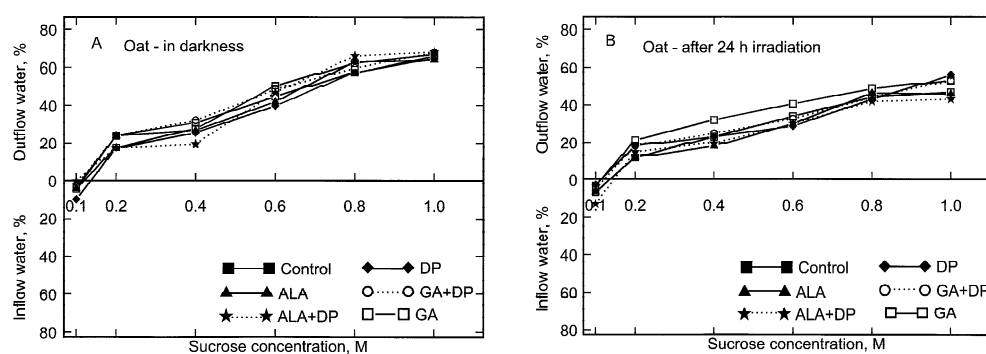 80
A
Oat - in darkness
60
40
20
0
0.1 0.2 0.4 0.6 0.8 1.0
20
40
60
80
Outflow water, %
Inflow water, %
Control
DP
ALA
GA+DP
ALA+DP
GA
Sucrose concentration, M
80
B
Oat - after 24 h irradiation
60
40
20
0
0.1 0.2 0.4 0.6 0.8 1.0
20
40
60
80
Outflow water, %
Inflow water, %
Control
DP
ALA
GA+DP
ALA+DP
GA
Sucrose concentration, M